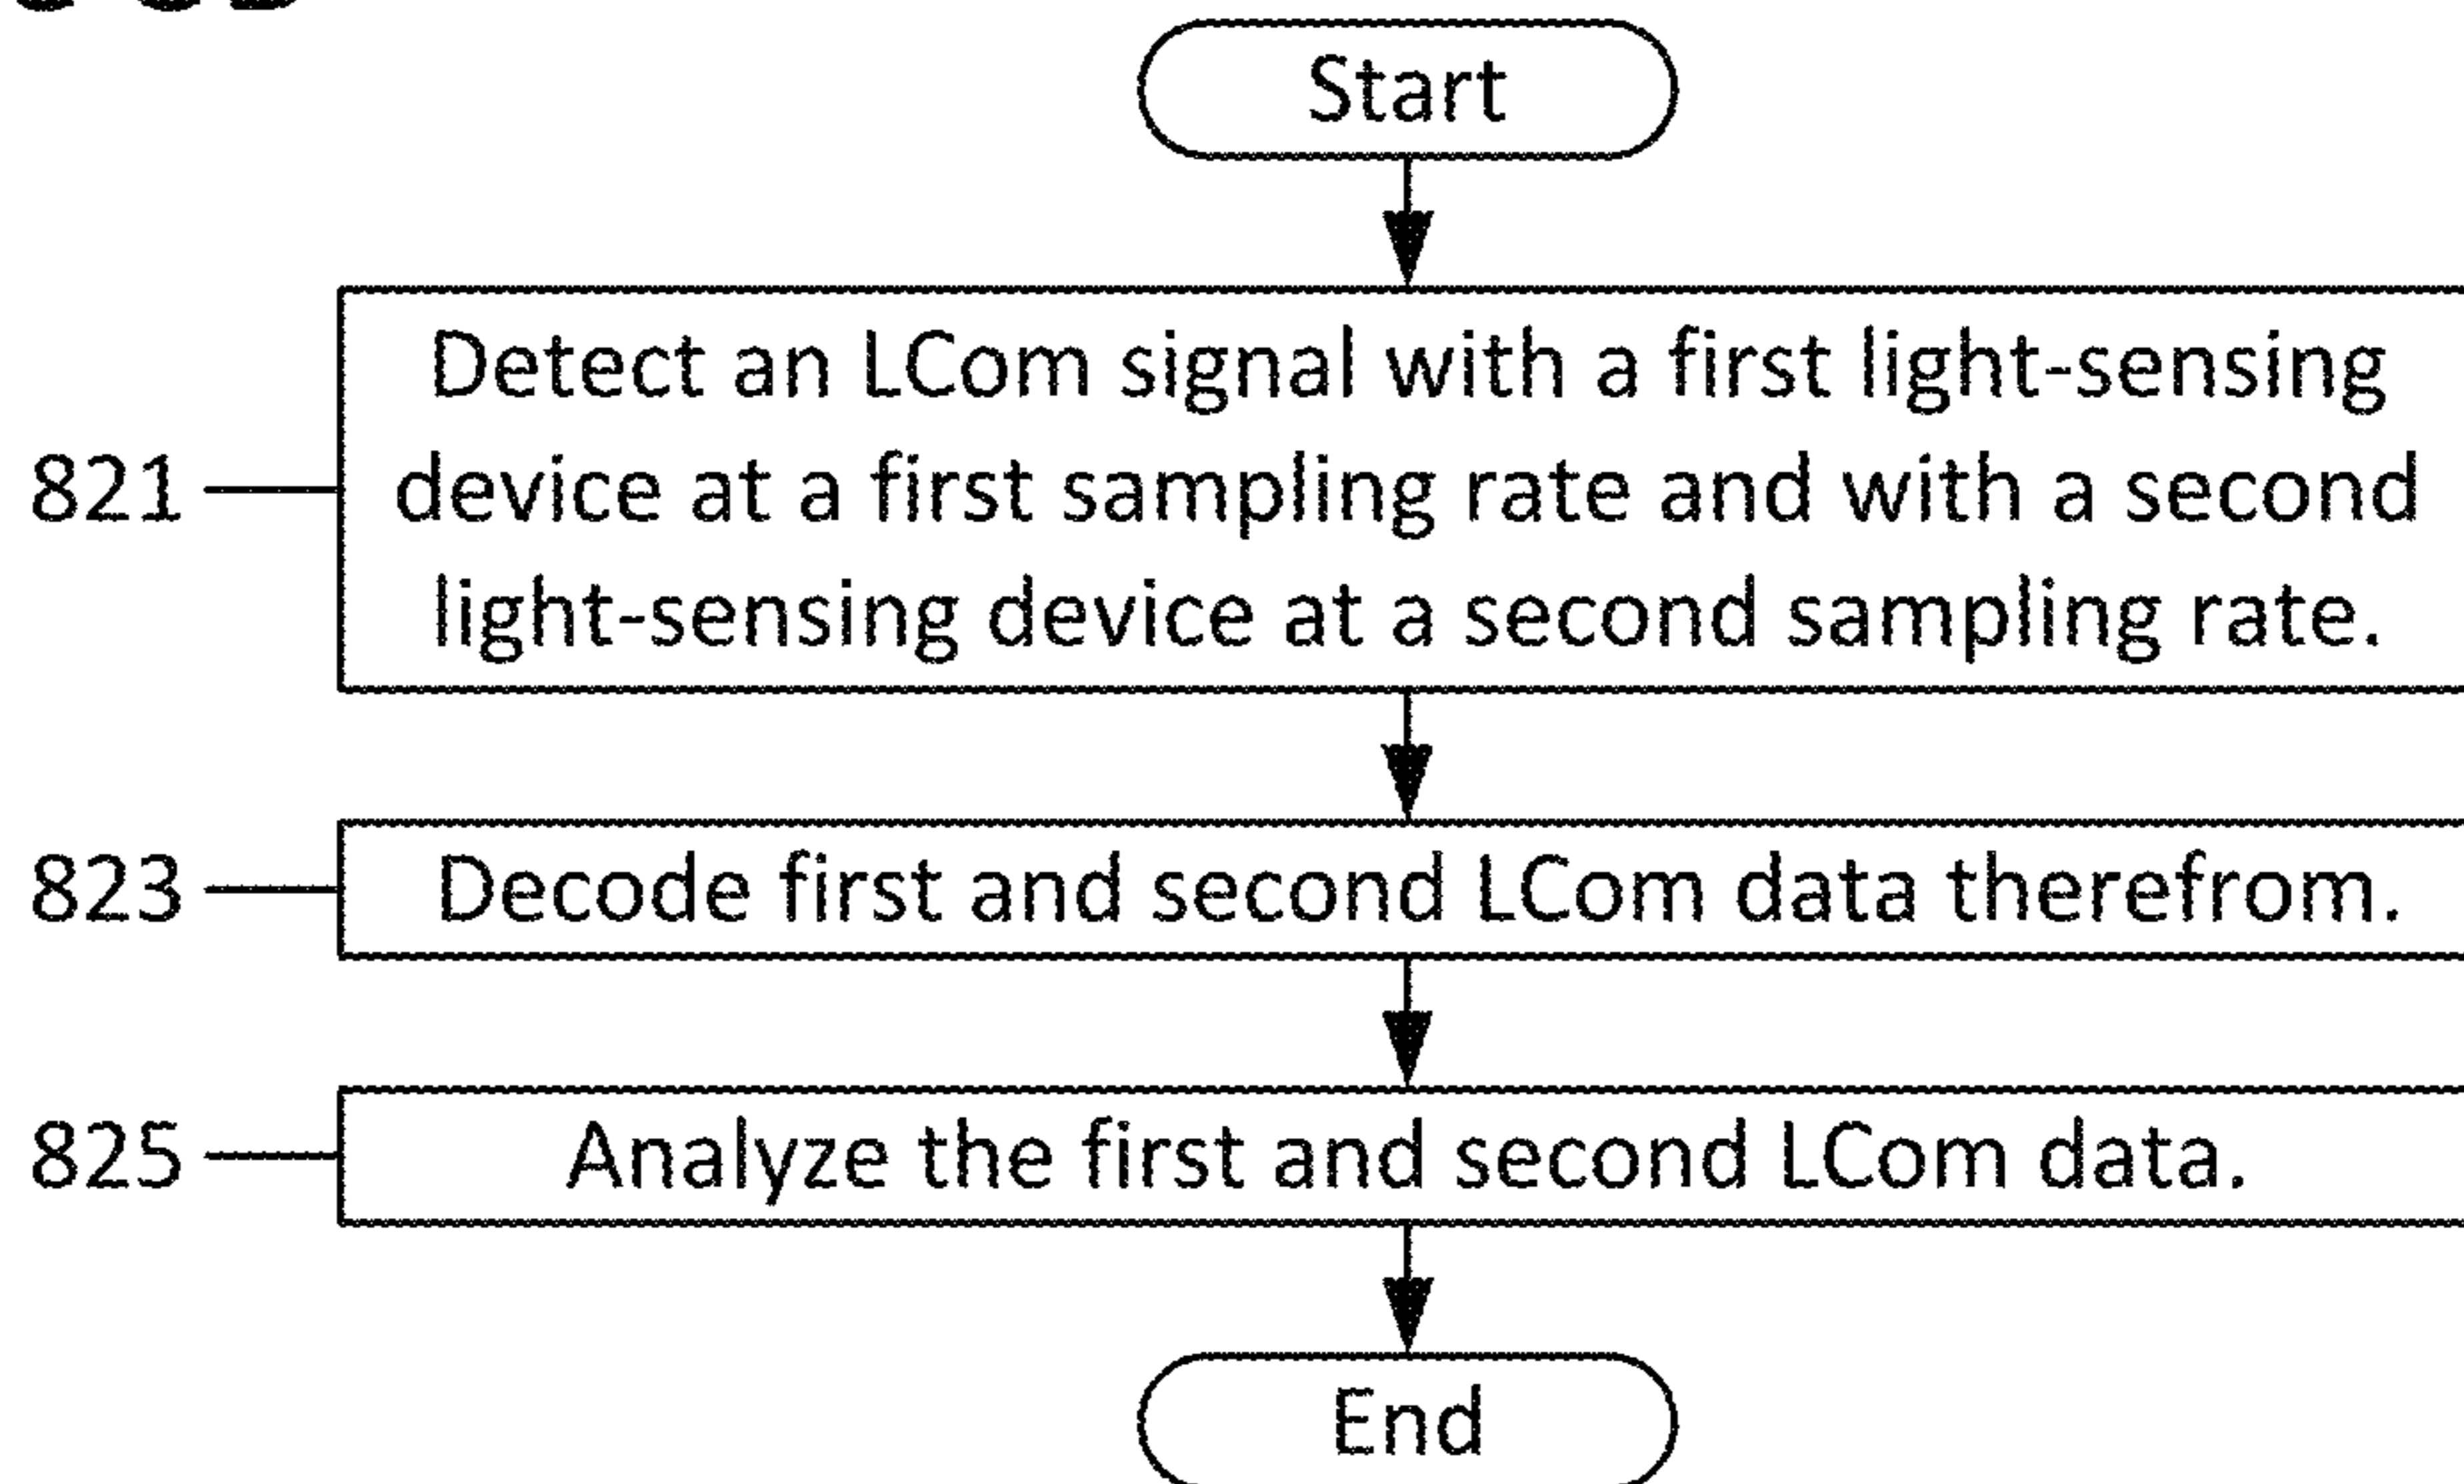 Start
Detect an LCom signal with a first light-sensing
821
device at a first sampling rate and with a second
light-sensing device at a second sampling rate.
823
Decode first and second LCom data therefrom.
825
Analyze the first and second LCom data.
End